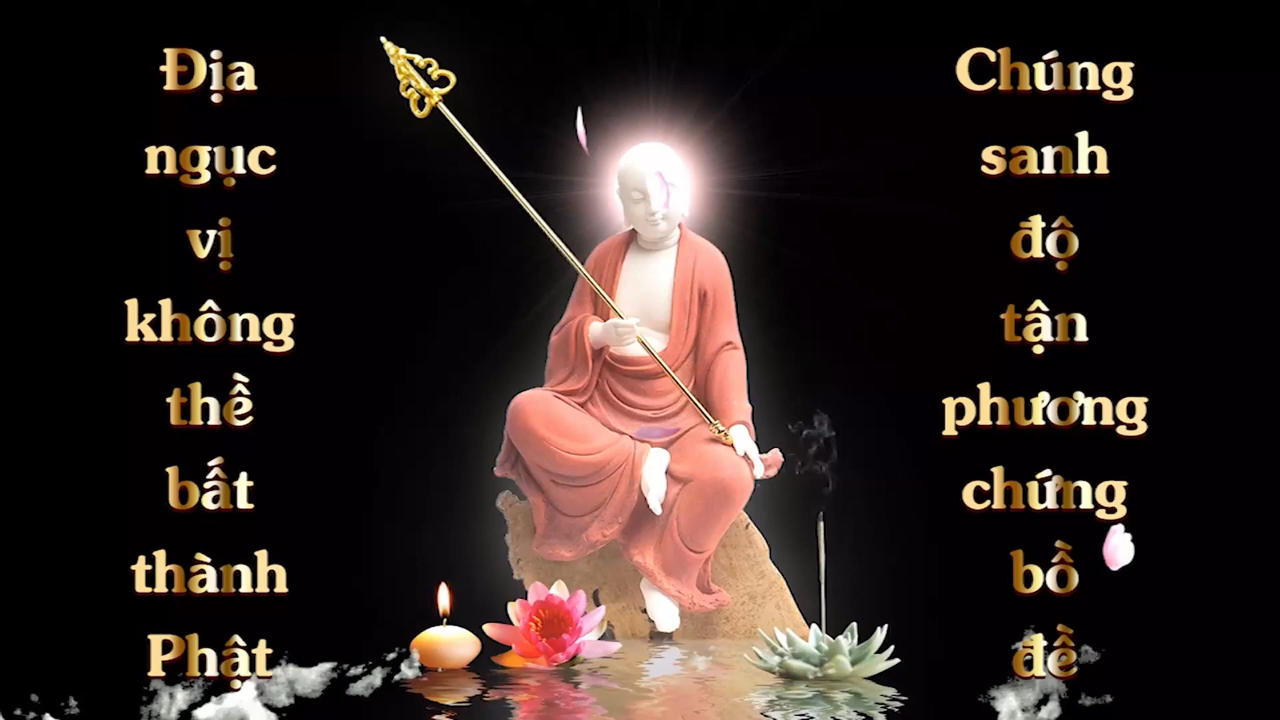 Địa
ngục
vị
không
thề
bất
thành
Phật
Chúng
sanh
độ
tận
phương
chứng
bồ
đề